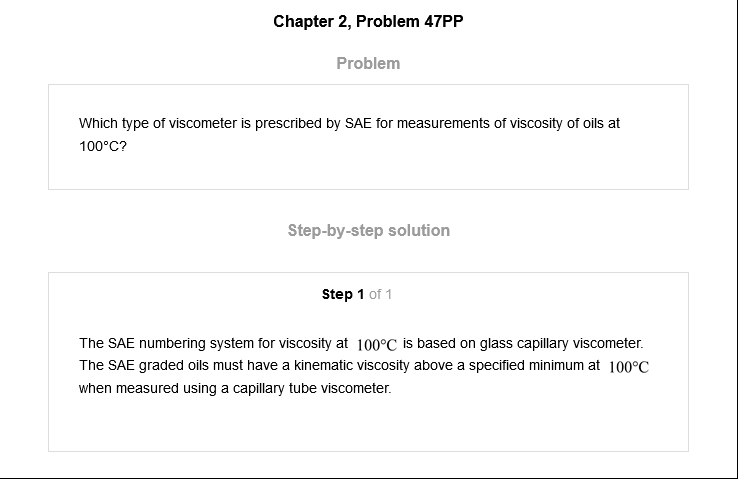 Chapter 2, Problem 47PP
Problem
Which type of viscometer is prescribed by SAE for measurements of viscosity of oils at
100°C?
Step-by-step solution
Step 1 of 1
The SAE numbering system for viscosity at 100°C is based on glass capillary viscometer.
The SAE graded oils must have a kinematic viscosity above a specified minimum at 100°C
when measured using a capillary tube viscometer.